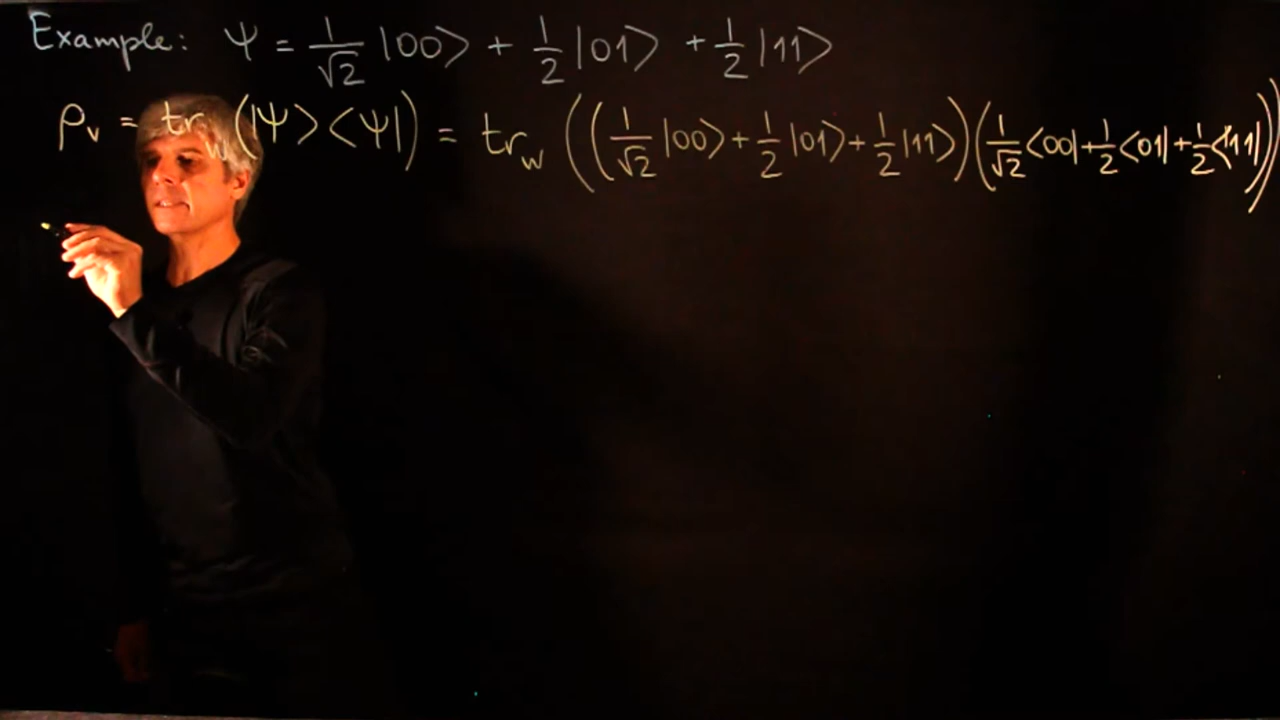 Example: Ψ = 1/√2 |00> + 1/2 |01> + 1/2 |11>
ρ_v = tr_w (|Ψ><Ψ|) = tr_w ((1/√2 |00> + 1/2 |01> + 1/2 |11>)(1/√2 <00| + 1/2 <01| + 1/2 <11|))